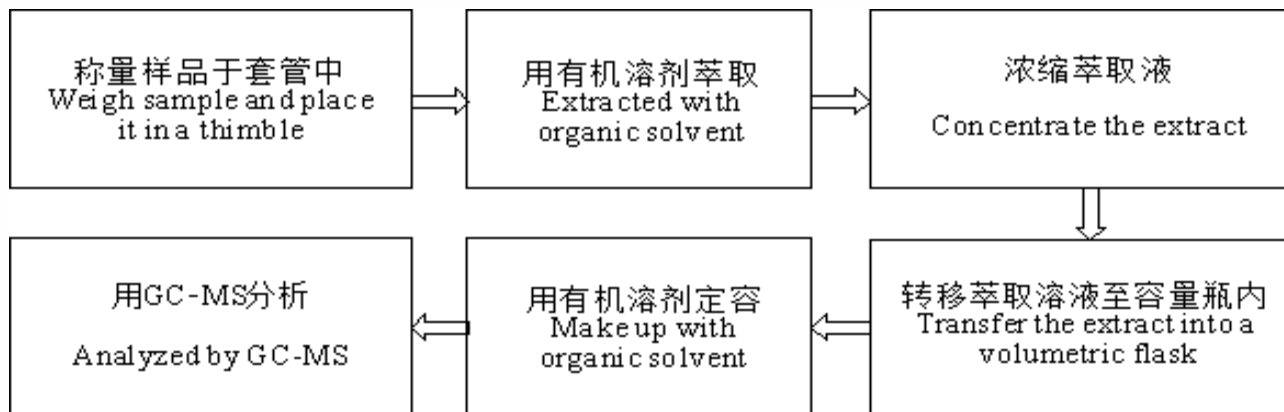 称量样品于套管中
Weigh sample and place
it in a thimble
用有机溶剂萃取
Extracted with
organic solvent
浓缩萃取液
Concentrate the extract
转移萃取溶液至容量瓶内
Transfer the extract into a
volumetric flask
用有机溶剂定容
Make up with
organic solvent
用GC-MS分析
Analyzed by GC-MS